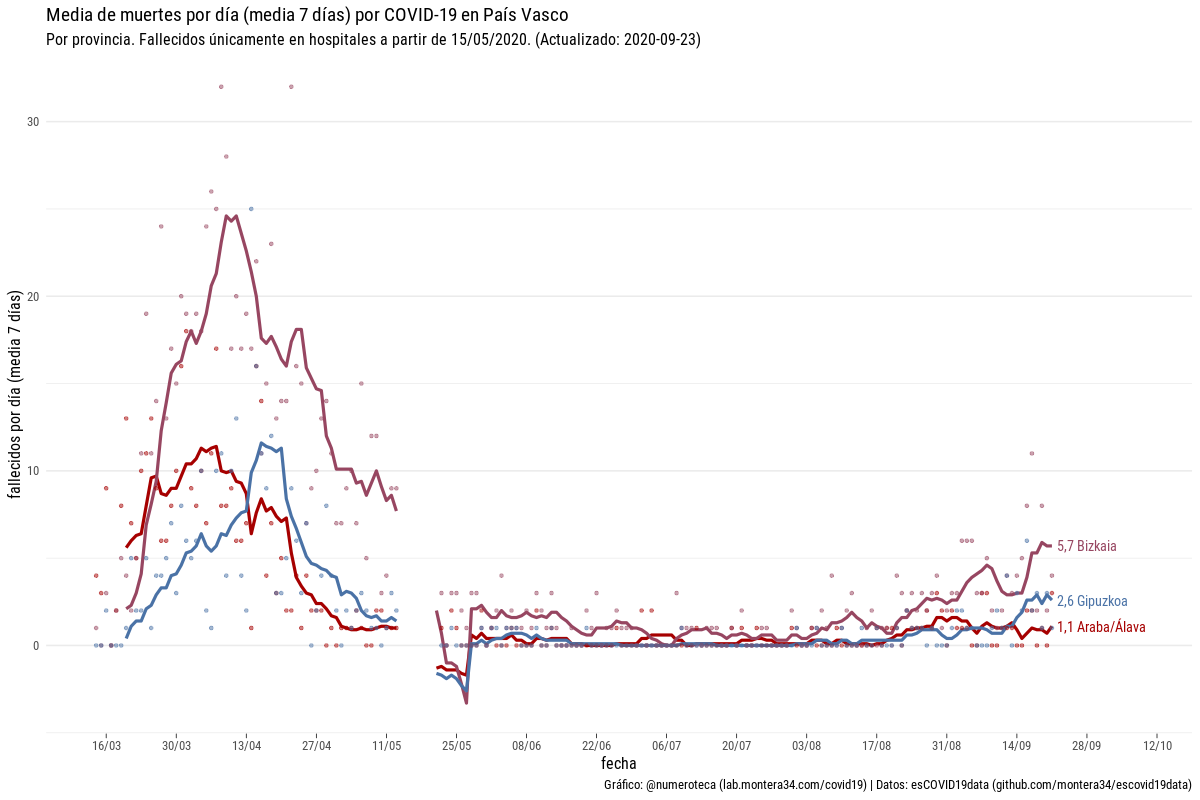 Media de muertes por día (media 7 días) por COVID-19 en País Vasco
Por provincia. Fallecidos únicamente en hospitales a partir de 15/05/2020. (Actualizado: 2020-09-23)
fallecidos por día (media 7 días)
30
20
10
0
5,7 Bizkaia
2,6 Gipuzkoa
1,1 Araba/Álava
16/03 30/03 13/04 27/04 11/05 25/05 08/06 22/06 06/07 20/07 03/08 17/08 31/08 14/09 28/09 12/10
fecha
Gráfico: @numeroteca (lab.montera34.com/covid19) | Datos: esCOVID19data (github.com/montera34/escovid19data)